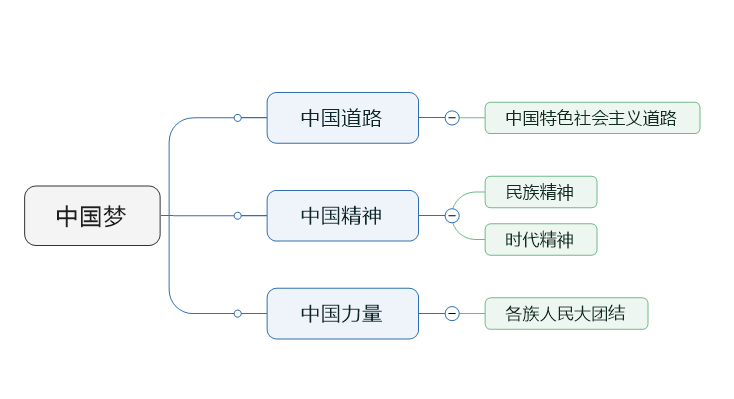 中国梦
中国道路
中国特色社会主义道路
中国精神
民族精神
时代精神
中国力量
各族人民大团结